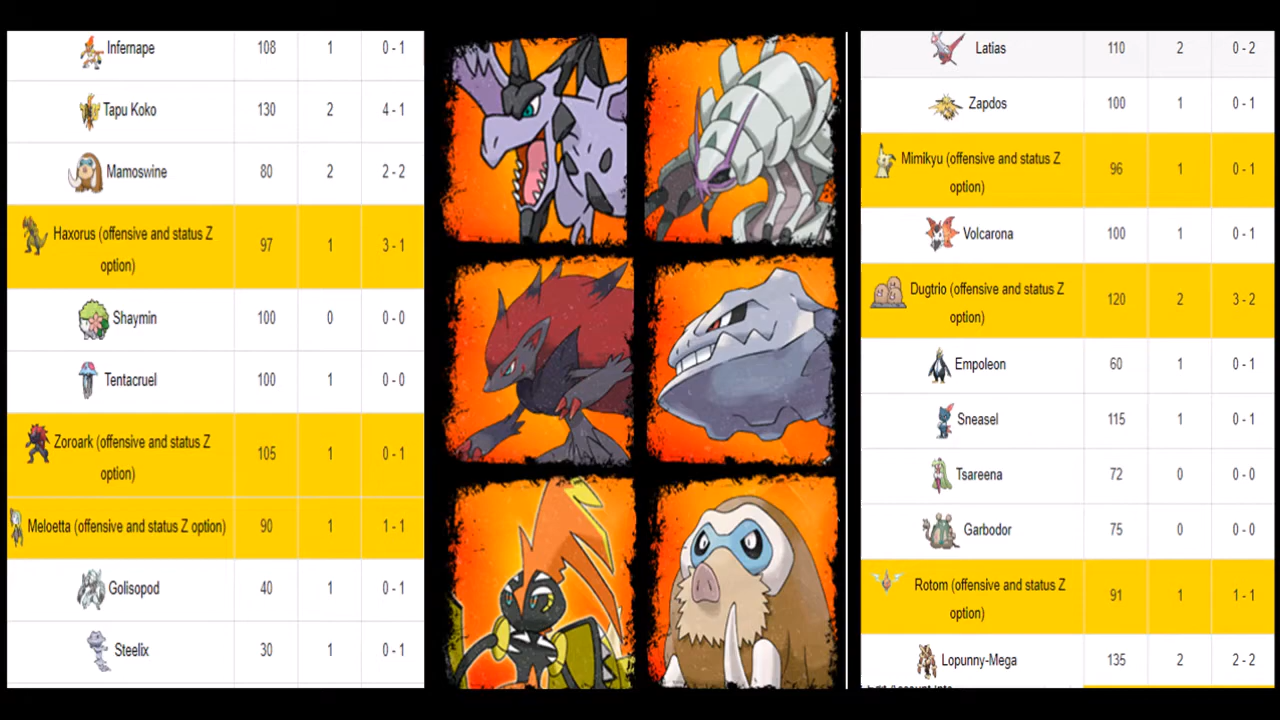 Infernape 108 1 0 - 1
Tapu Koko 130 2 4 - 1
Mamoswine 80 2 2 - 2
Haxorus (offensive and status Z
option) 97 1 3 - 1
Shaymin 100 0 0 - 0
Tentacruel 100 1 0 - 0
Zoroark (offensive and status Z
option) 105 1 0 - 1
Meloetta (offensive and status Z option) 90 1 1 - 1
Golisopod 40 1 0 - 1
Steelix 30 1 0 - 1
Latias 110 2 0 - 2
Zapdos 100 1 0 - 1
Mimikyu (offensive and status Z
option) 96 1 0 - 1
Volcarona 100 1 0 - 1
Dugtrio (offensive and status Z
option) 120 2 3 - 2
Empoleon 60 1 0 - 1
Sneasel 115 1 0 - 1
Tsareena 72 0 0 - 0
Garbodor 75 0 0 - 0
Rotom (offensive and status Z
option) 91 1 1 - 1
Lopunny-Mega 135 2 2 - 2